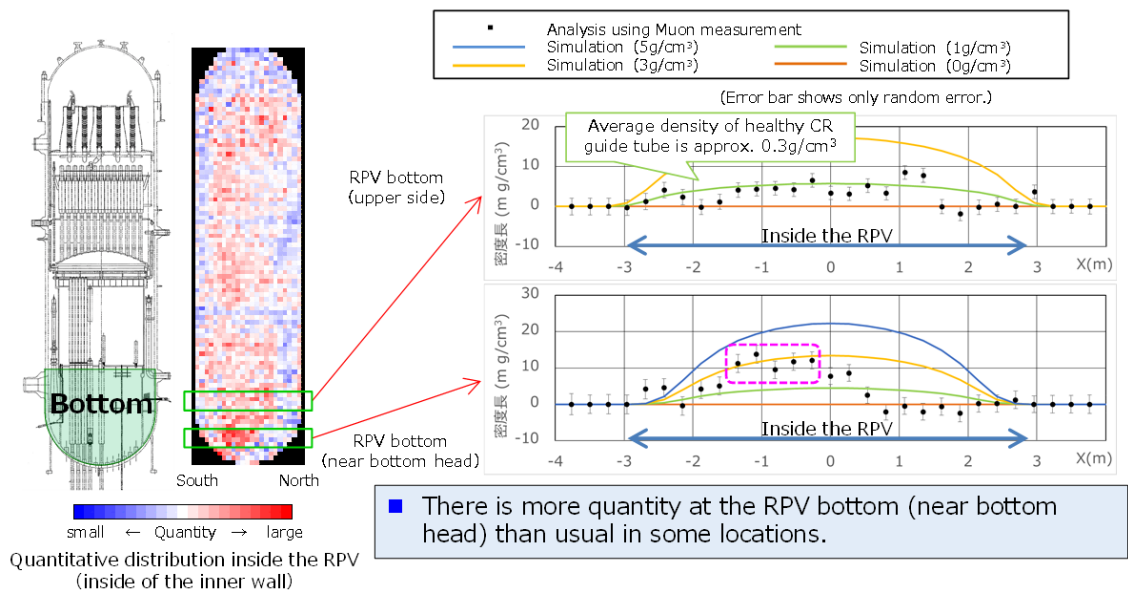 Analysis using Muon measurement
Simulation (5g/cm³)
Simulation (1g/cm³)
Simulation (3g/cm³)
Simulation (0g/cm³)
(Error bar shows only random error.)
Bottom
South
North
small ← Quantity → large
Quantitative distribution inside the RPV
(inside of the inner wall)
RPV bottom
(upper side)
RPV bottom
(near bottom head)
密度長 (m g/cm³)
20
10
0
-10
Average density of healthy CR
guide tube is approx. 0.3g/cm³
Inside the RPV
-4 -3 -2 -1 0 1 2 3 X(m)
密度長 (m g/cm³)
30
20
10
0
-10
Inside the RPV
-4 -3 -2 -1 0 1 2 3 X(m)
■ There is more quantity at the RPV bottom (near bottom
head) than usual in some locations.